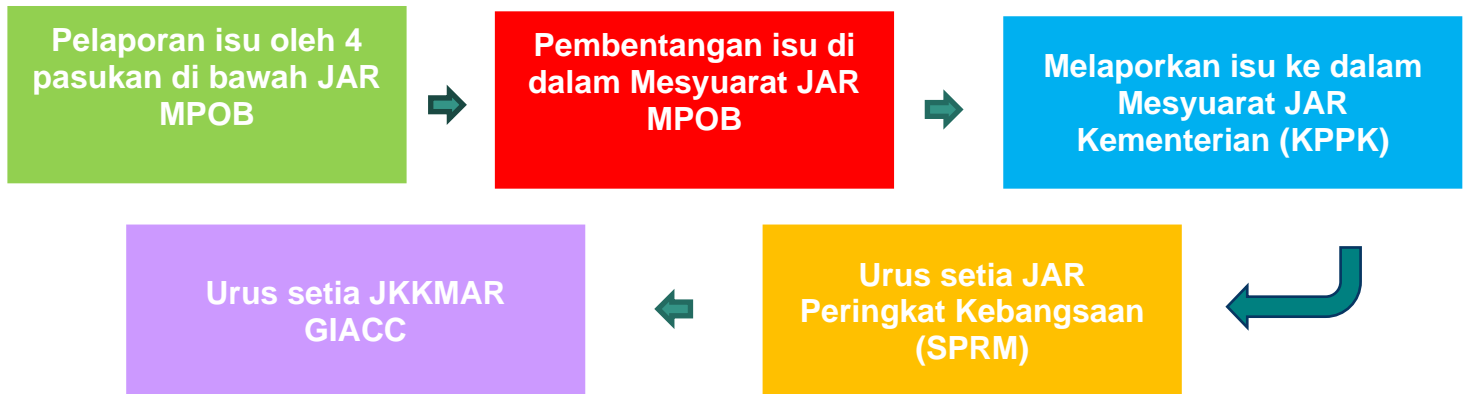 Pelaporan isu oleh 4
pasukan di bawah JAR
MPOB
Pembentangan isu di
dalam Mesyuarat JAR
MPOB
Melaporkan isu ke dalam
Mesyuarat JAR
Kementerian (KPPK)
Urus setia JAR
Peringkat Kebangsaan
(SPRM)
Urus setia JKKMAR
GIACC